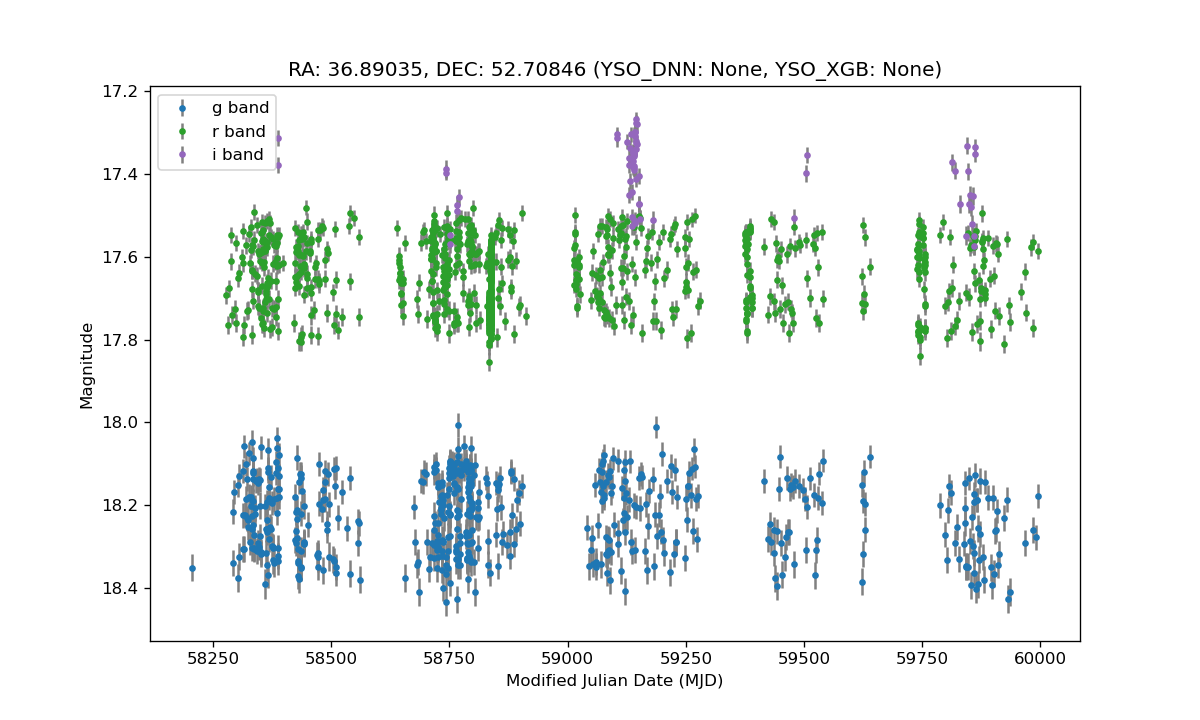 RA: 36.89035, DEC: 52.70846 (YSO_DNN: None, YSO_XGB: None)
g band
r band
i band
17.2
17.4
17.6
17.8
18.0
18.2
18.4
Magnitude
58250 58500 58750 59000 59250 59500 59750 60000
Modified Julian Date (MJD)